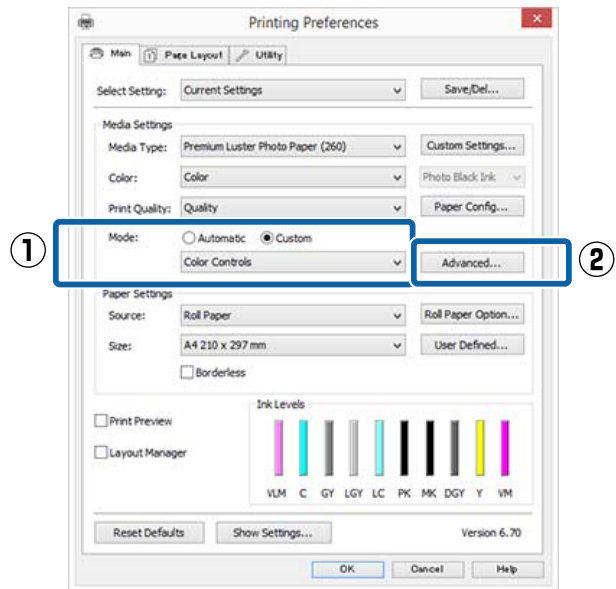 Printing Preferences
Main Page Layout Utility
Select Setting: Current Settings Save/Del...
Media Settings
Media Type: Premium Luster Photo Paper (260) Custom Settings...
Color: Color Photo Black Ink
Print Quality: Quality Paper Config...
① Mode: Automatic Custom
Color Controls Advanced... ②
Paper Settings
Source: Roll Paper Roll Paper Option...
Size: A4 210 x 297 mm User Defined...
Borderless
Ink Levels
Print Preview
Layout Manager
VLM C GY LGY LC PK MK DGY Y VM
Reset Defaults Show Settings... Version 6.70
OK Cancel Help